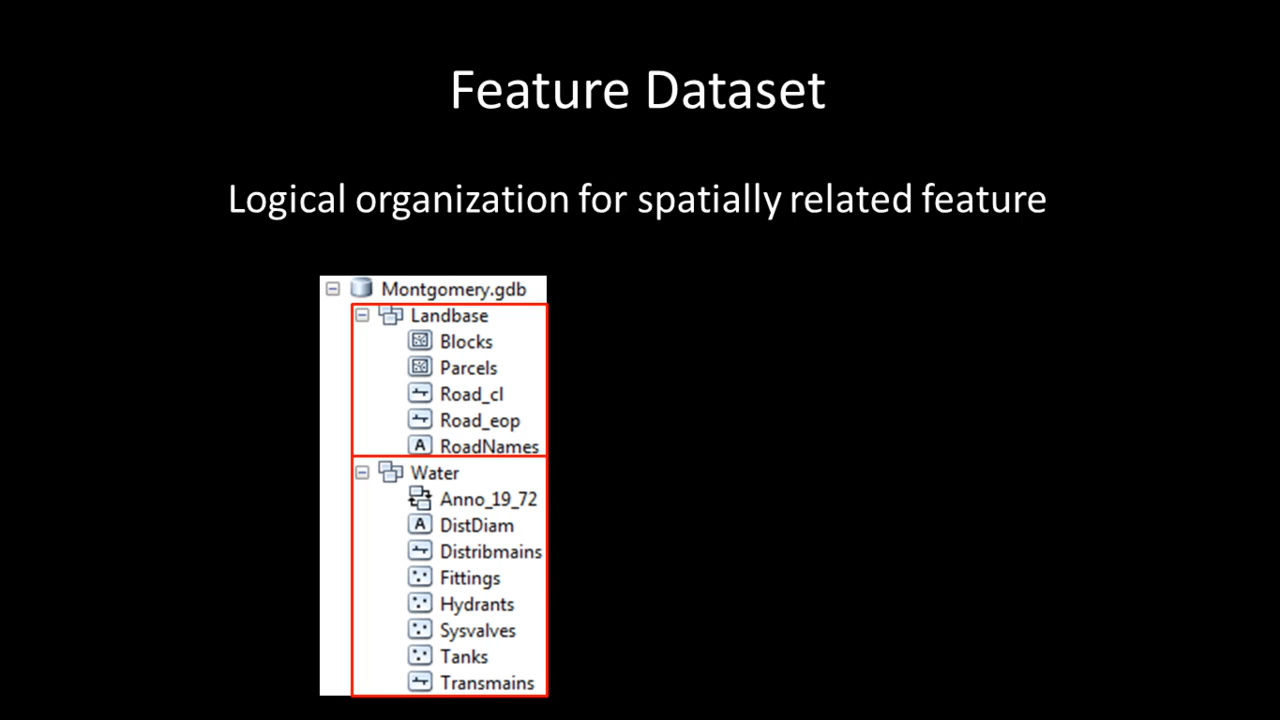 Feature Dataset
Logical organization for spatially related feature
Montgomery.gdb
Landbase
Blocks
Parcels
Road_cl
Road_eop
A RoadNames
Water
Anno_19_72
A DistDiam
Distribmains
Fittings
Hydrants
Sysvalves
Tanks
Transmains